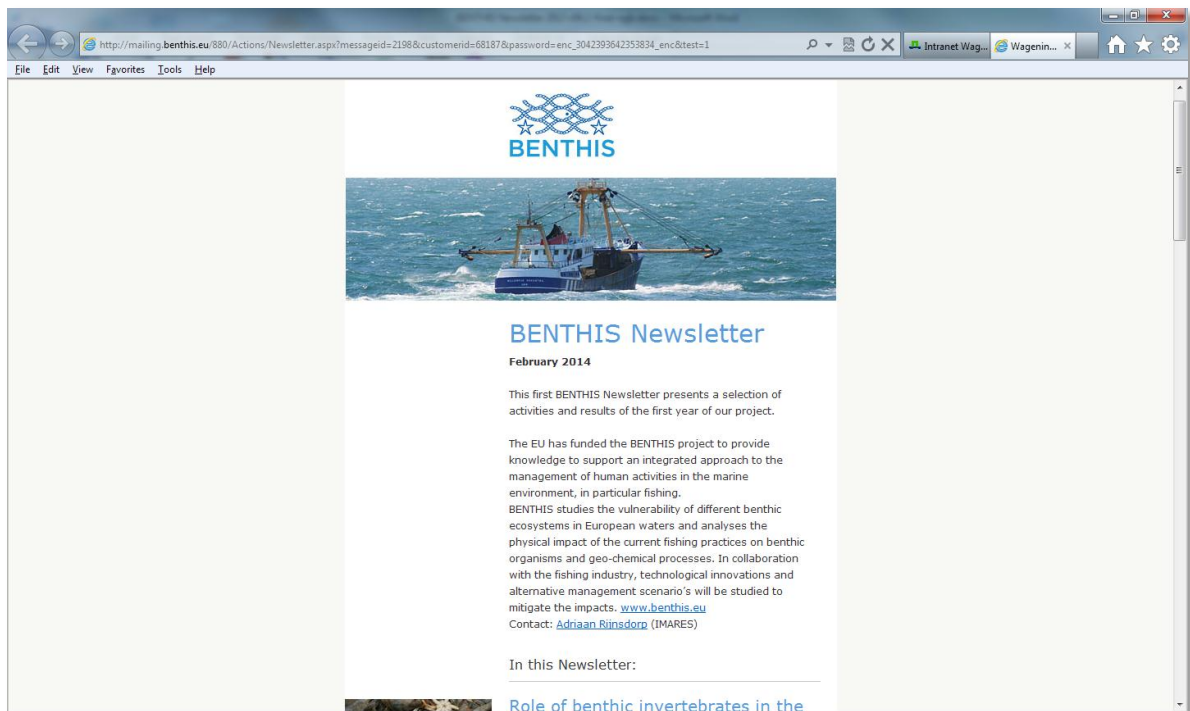 http://mailing.benthis.eu/880/Actions/Newsletter.aspx?messageid=2198&customerid=68187&password=enc_3042393642353834_enc&test=1
Intranet Wag...
Wagenin...
File Edit View Favorites Tools Help
BENTHIS
BENTHIS Newsletter
February 2014
This first BENTHIS Newsletter presents a selection of
activities and results of the first year of our project.
The EU has funded the BENTHIS project to provide
knowledge to support an integrated approach to the
management of human activities in the marine
environment, in particular fishing.
BENTHIS studies the vulnerability of different benthic
ecosystems in European waters and analyses the
physical impact of the current fishing practices on benthic
organisms and geo-chemical processes. In collaboration
with the fishing industry, technological innovations and
alternative management scenario's will be studied to
mitigate the impacts. www.benthis.eu
Contact: Adriaan Rijnsdorp (IMARES)
In this Newsletter:
Role of benthic invertebrates in the